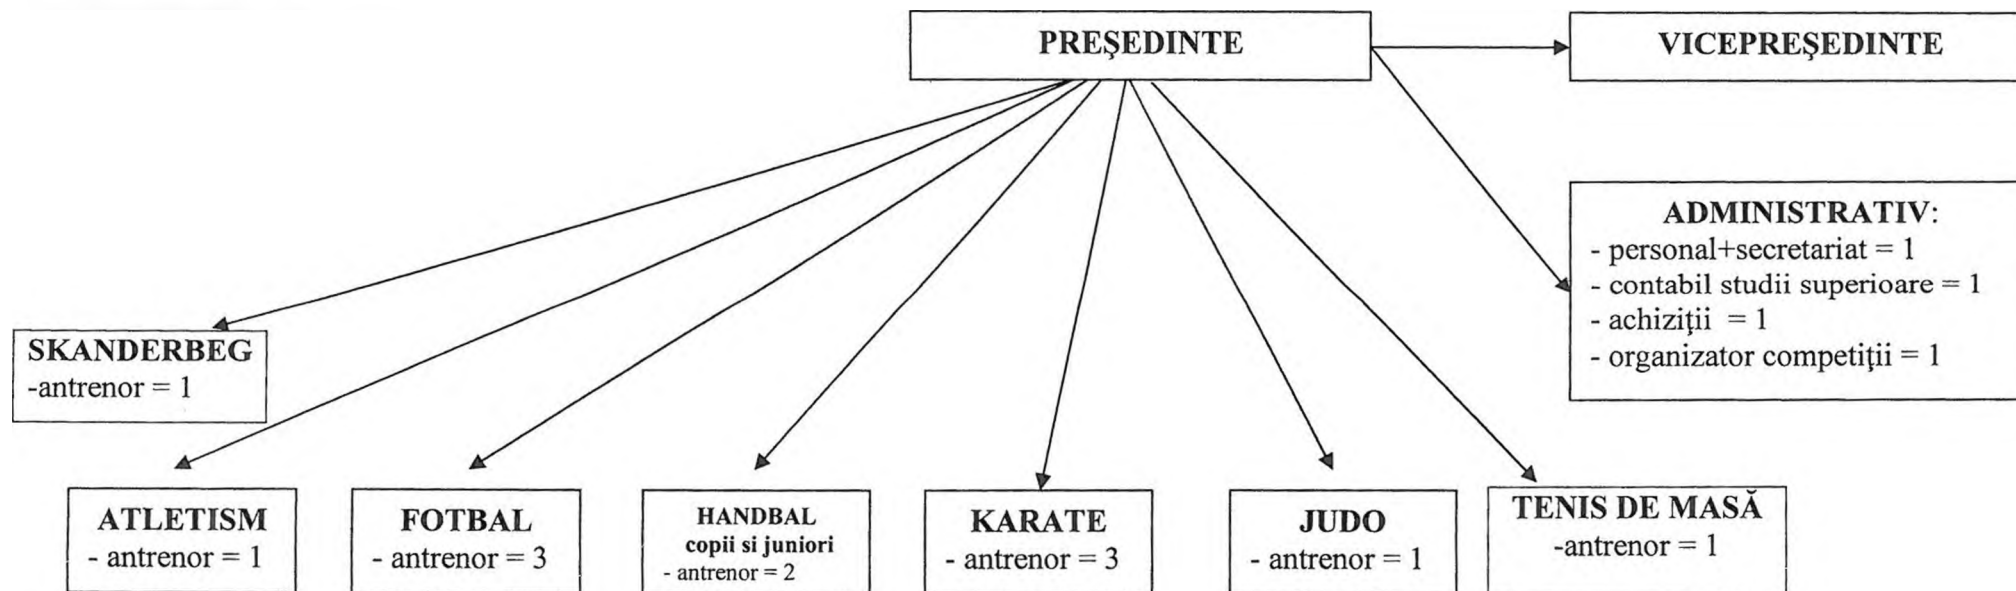 PREŞEDINTE
VICEPREŞEDINTE
ADMINISTRATIV:
- personal+secretariat = 1
- contabil studii superioare = 1
- achiziţii = 1
- organizator competiţii = 1
SKANDERBEG
-antrenor = 1
ATLETISM
- antrenor = 1
FOTBAL
- antrenor = 3
HANDBAL
copii si juniori
- antrenor = 2
KARATE
- antrenor = 3
JUDO
- antrenor = 1
TENIS DE MASĂ
-antrenor = 1